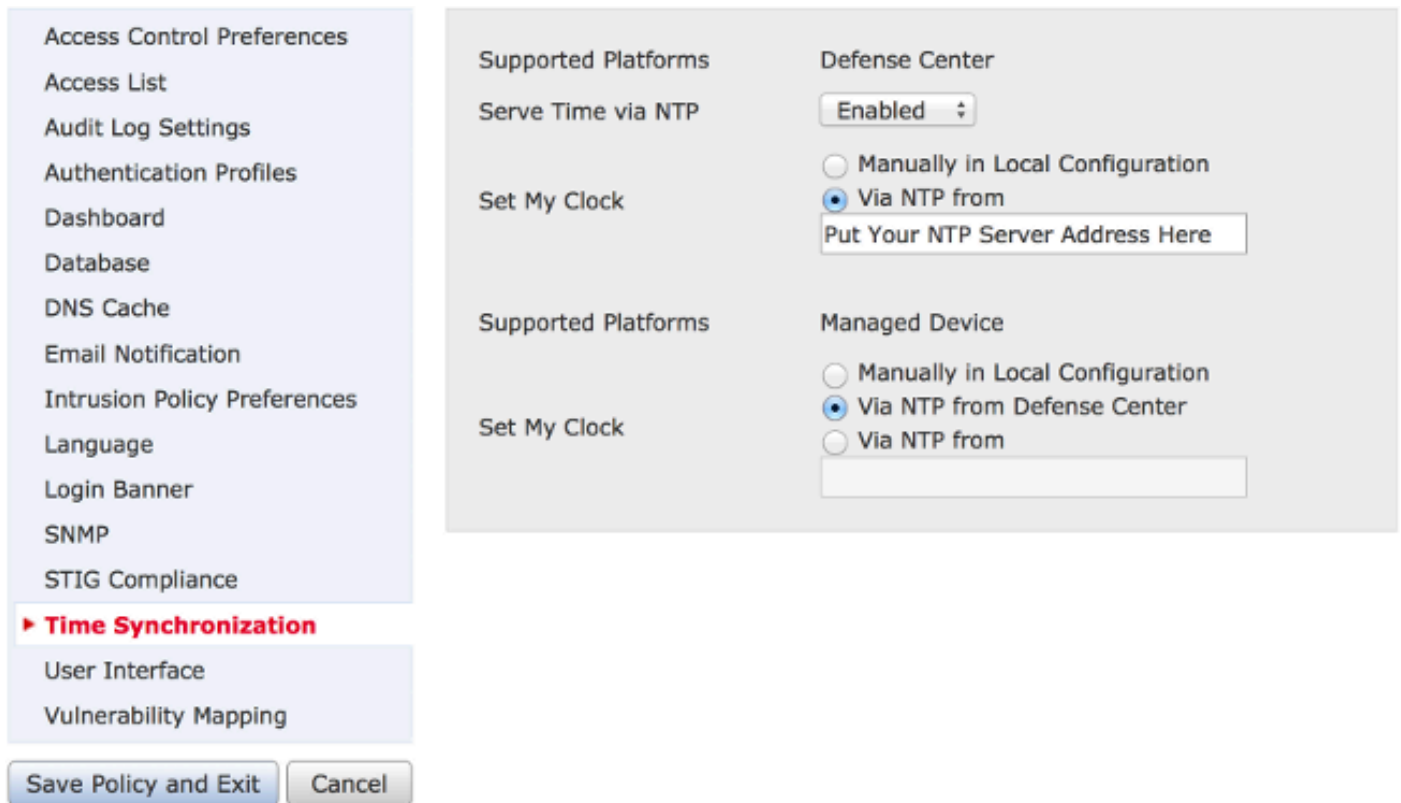 Access Control Preferences
Access List
Audit Log Settings
Authentication Profiles
Dashboard
Database
DNS Cache
Email Notification
Intrusion Policy Preferences
Language
Login Banner
SNMP
STIG Compliance
Time Synchronization
User Interface
Vulnerability Mapping
Save Policy and Exit
Cancel
Supported Platforms Defense Center
Serve Time via NTP Enabled
Set My Clock
Manually in Local Configuration
Via NTP from
Put Your NTP Server Address Here
Supported Platforms Managed Device
Set My Clock
Manually in Local Configuration
Via NTP from Defense Center
Via NTP from